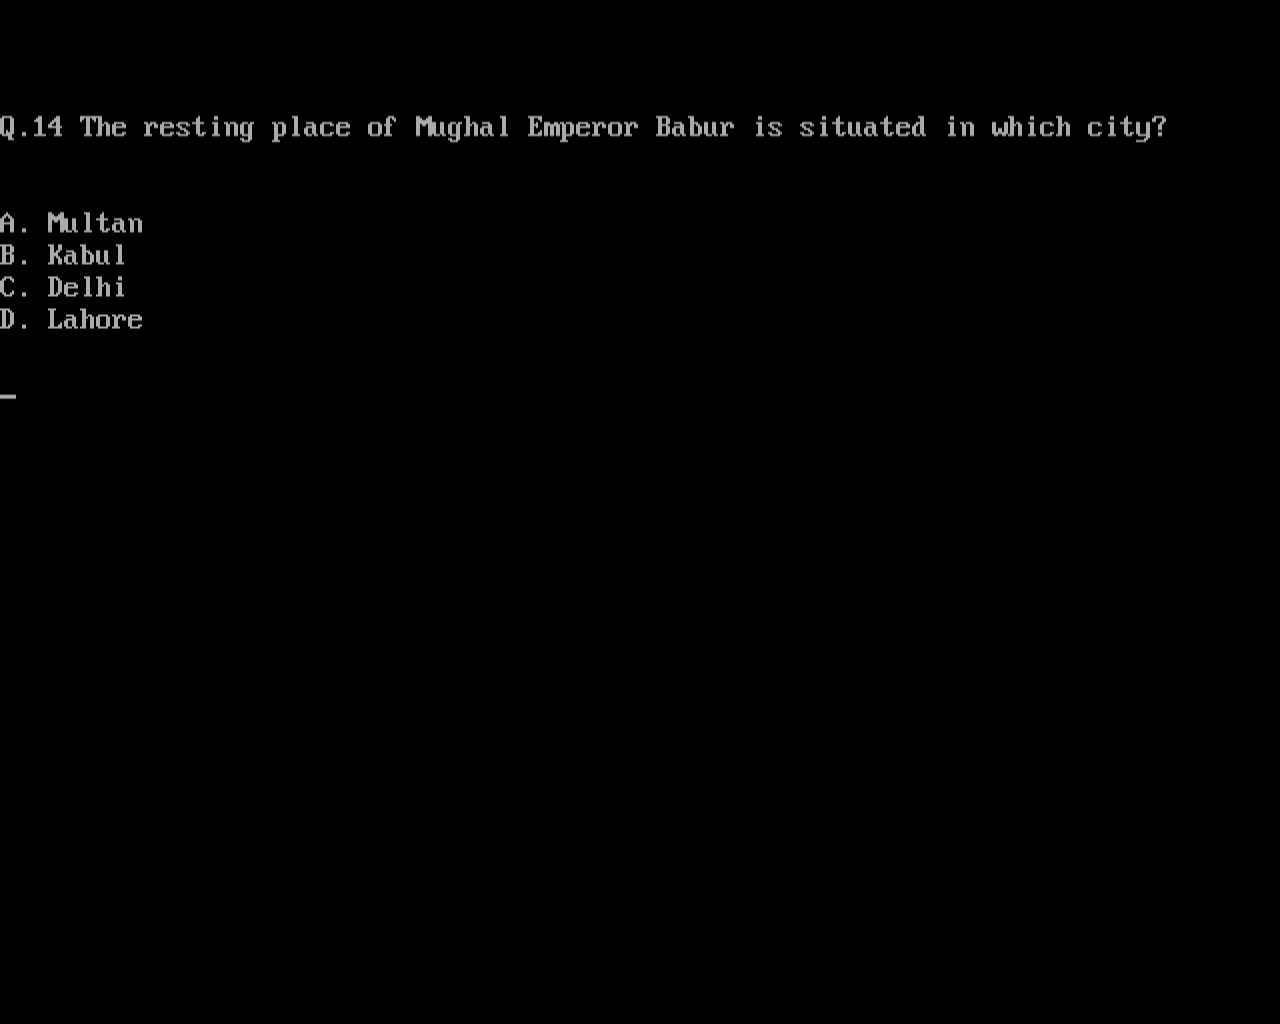 Q.14 The resting place of Mughal Emperor Babur is situated in which city?
A. Multan
B. Kabul
C. Delhi
D. Lahore